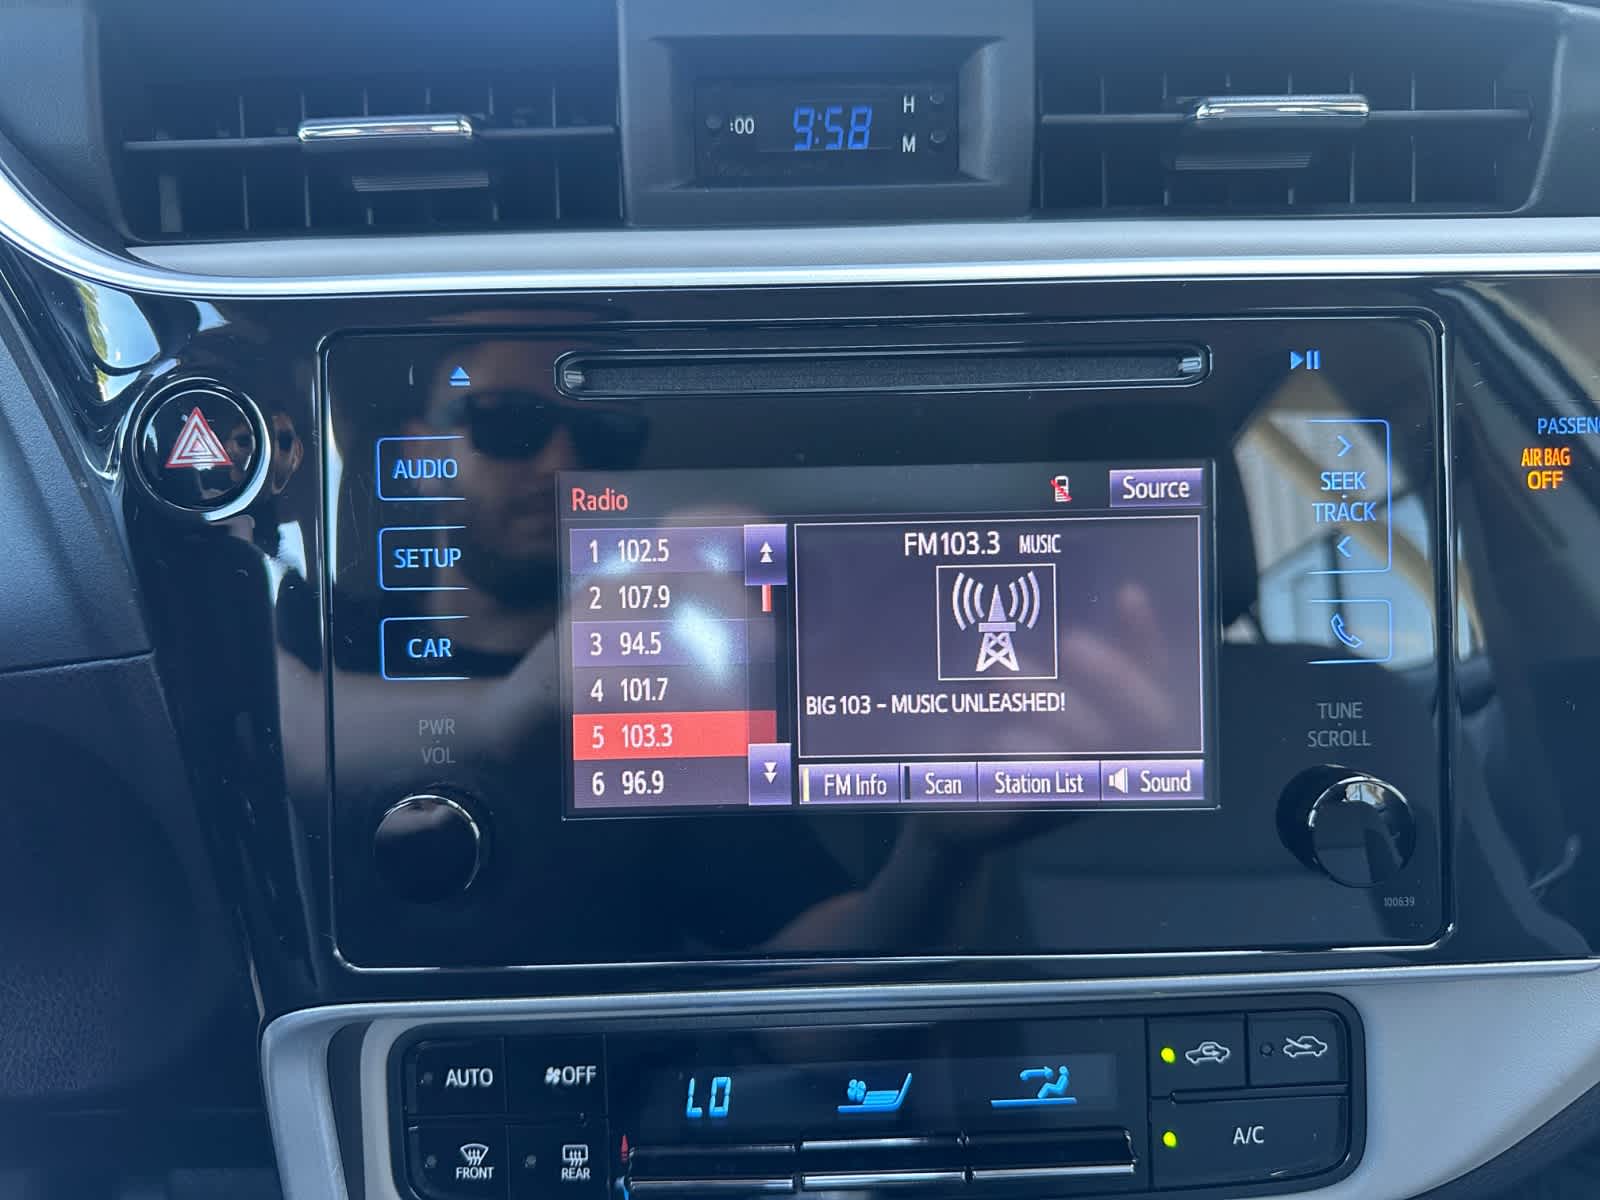 :00 9:58 H
M
PASSEN
AIR BAG
OFF
AUDIO
SETUP
CAR
PWR
VOL
Radio
Source
1 102.5
2 107.9
3 94.5
4 101.7
5 103.3
6 96.9
FM103.3 MUSIC
BIG 103 - MUSIC UNLEASHED!
FM Info Scan Station List Sound
SEEK
TRACK
TUNE
SCROLL
100639
AUTO OFF
LO
FRONT REAR
A/C